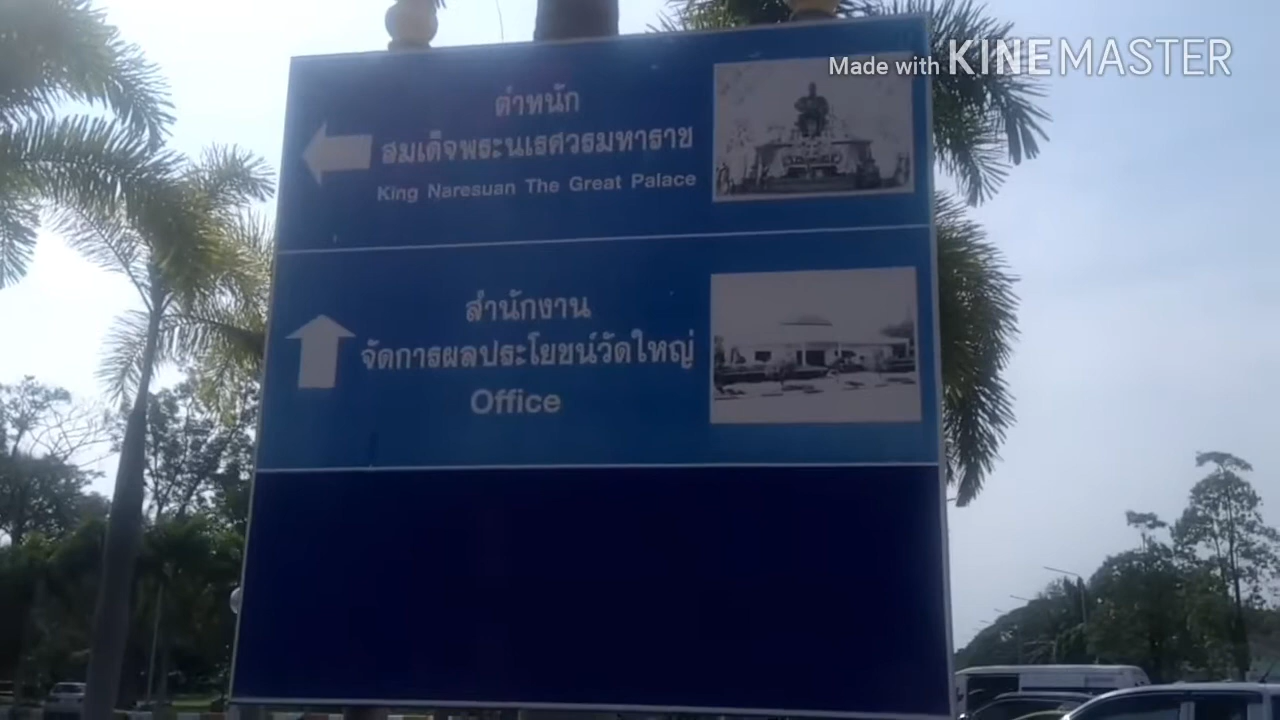 Made with KINEMASTER
ตำหนัก
สมเด็จพระนเรศวรมหาราช
King Naresuan The Great Palace
สำนักงาน
จัดการผลประโยชน์วัดใหญ่
Office